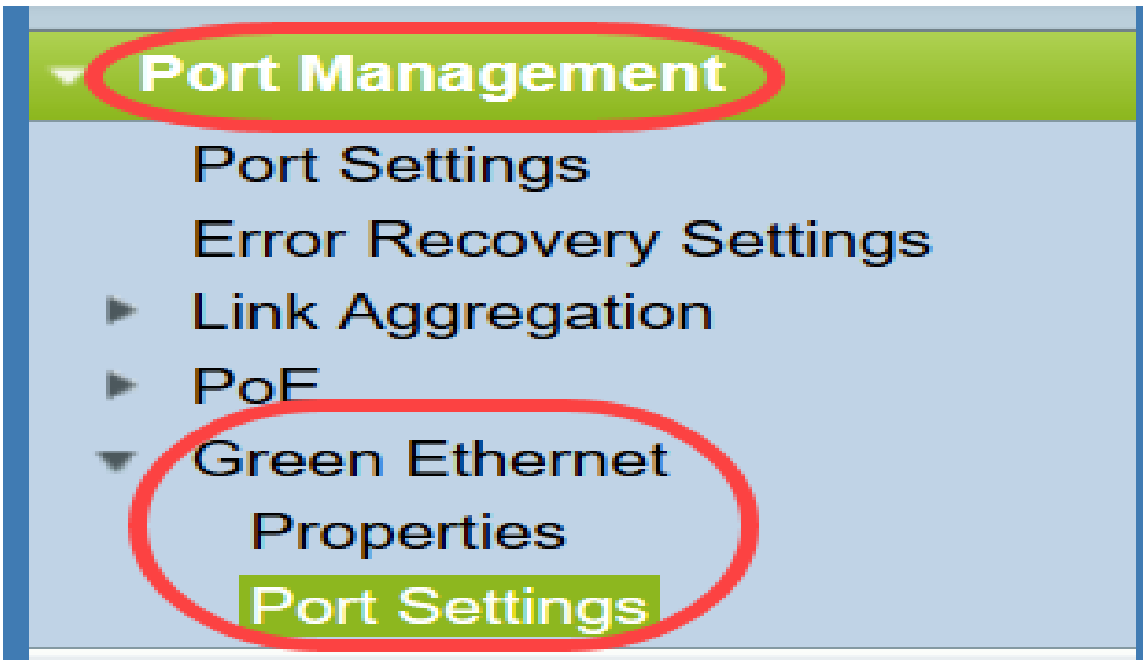 Port Management
Port Settings
Error Recovery Settings
Link Aggregation
PoE
Green Ethernet
Properties
Port Settings